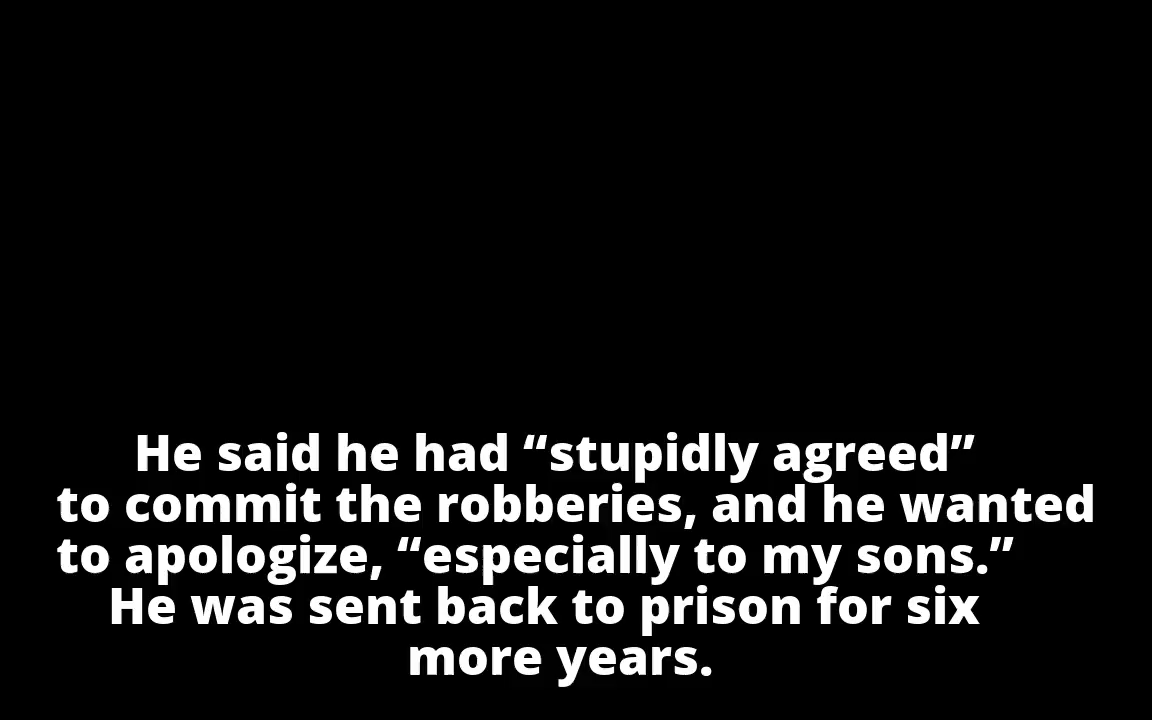 He said he had “stupidly agreed”
to commit the robberies, and he wanted
to apologize, “especially to my sons.”
He was sent back to prison for six
more years.